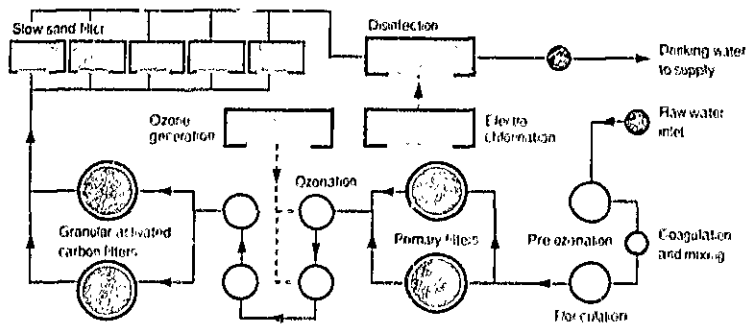 Slow sand filter
Disinfection
Drinking water
to supply
Ozone
generation
Electro
chlorination
Raw water
inlet
Ozonation
Granular activated
carbon filters
Primary filters
Pre ozonation
Coagulation
and mixing
Flocculation